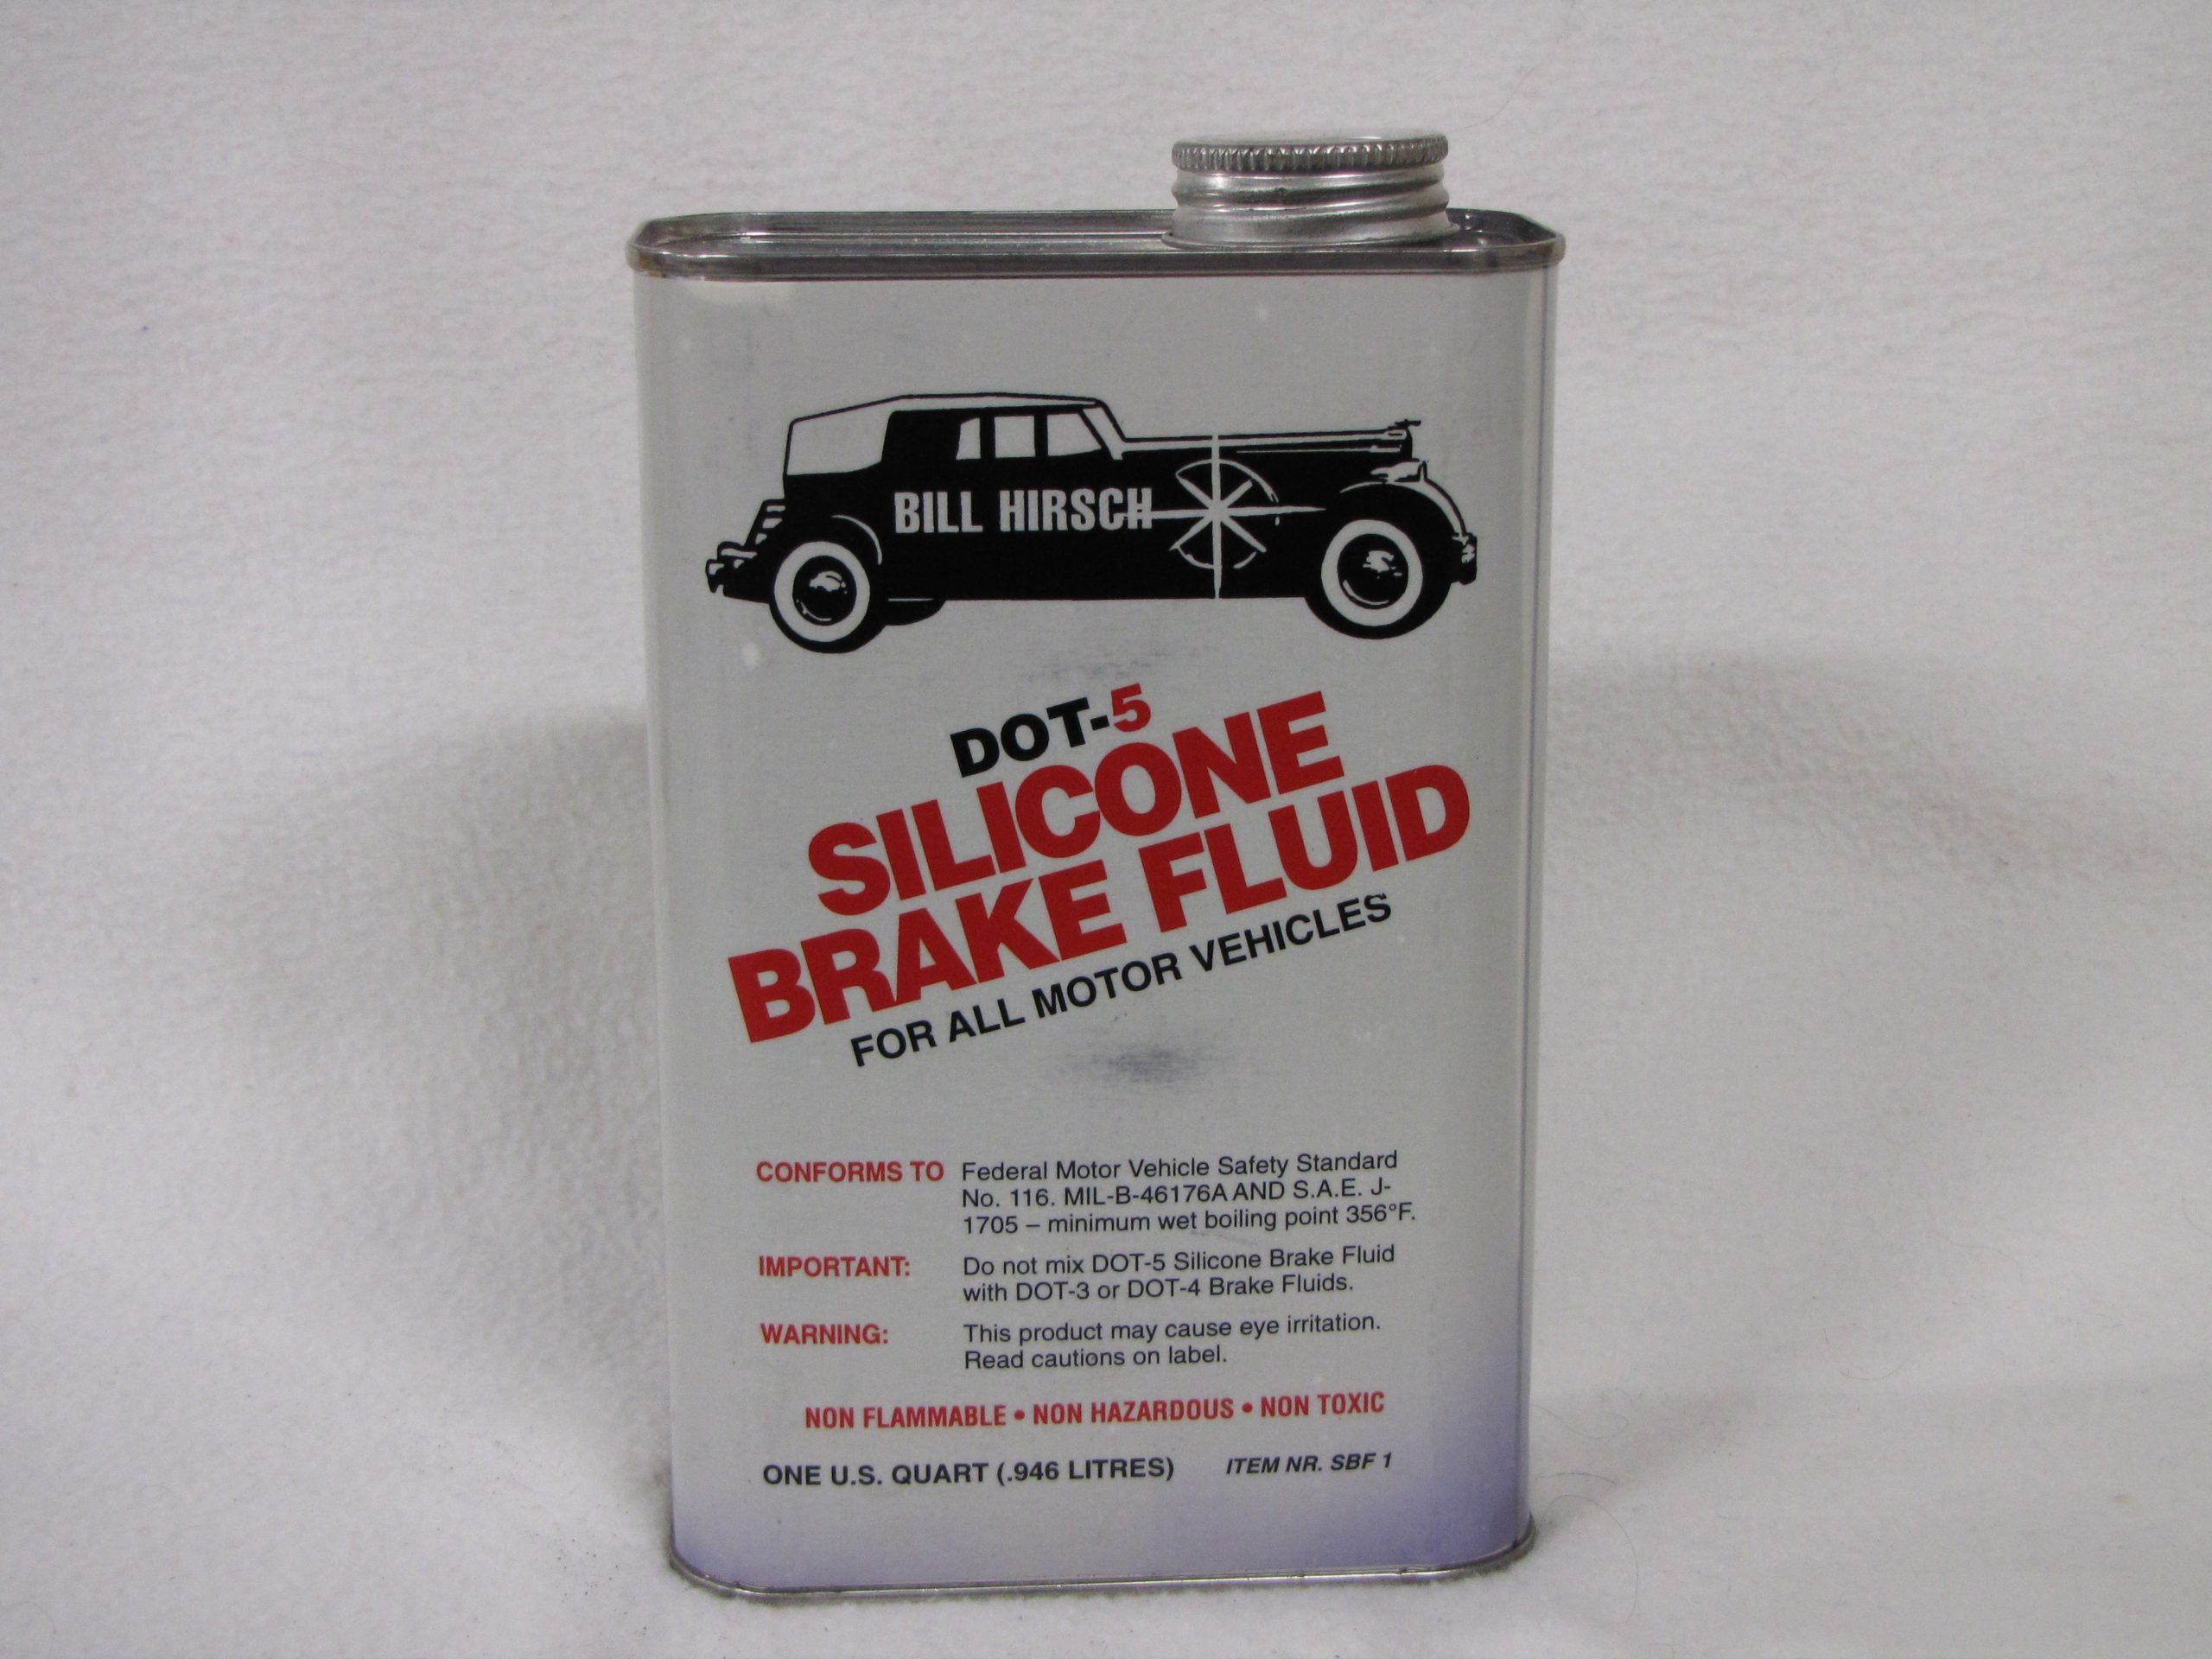 BILL HIRSCH
DOT-5
SILICONE
BRAKE FLUID
FOR ALL MOTOR VEHICLES
CONFORMS TO Federal Motor Vehicle Safety Standard
No. 116. MIL-B-46176A AND S.A.E. J-
1705 – minimum wet boiling point 356°F.
IMPORTANT: Do not mix DOT-5 Silicone Brake Fluid
with DOT-3 or DOT-4 Brake Fluids.
WARNING: This product may cause eye irritation.
Read cautions on label.
NON FLAMMABLE • NON HAZARDOUS • NON TOXIC
ONE U.S. QUART (.946 LITRES) ITEM NR. SBF 1